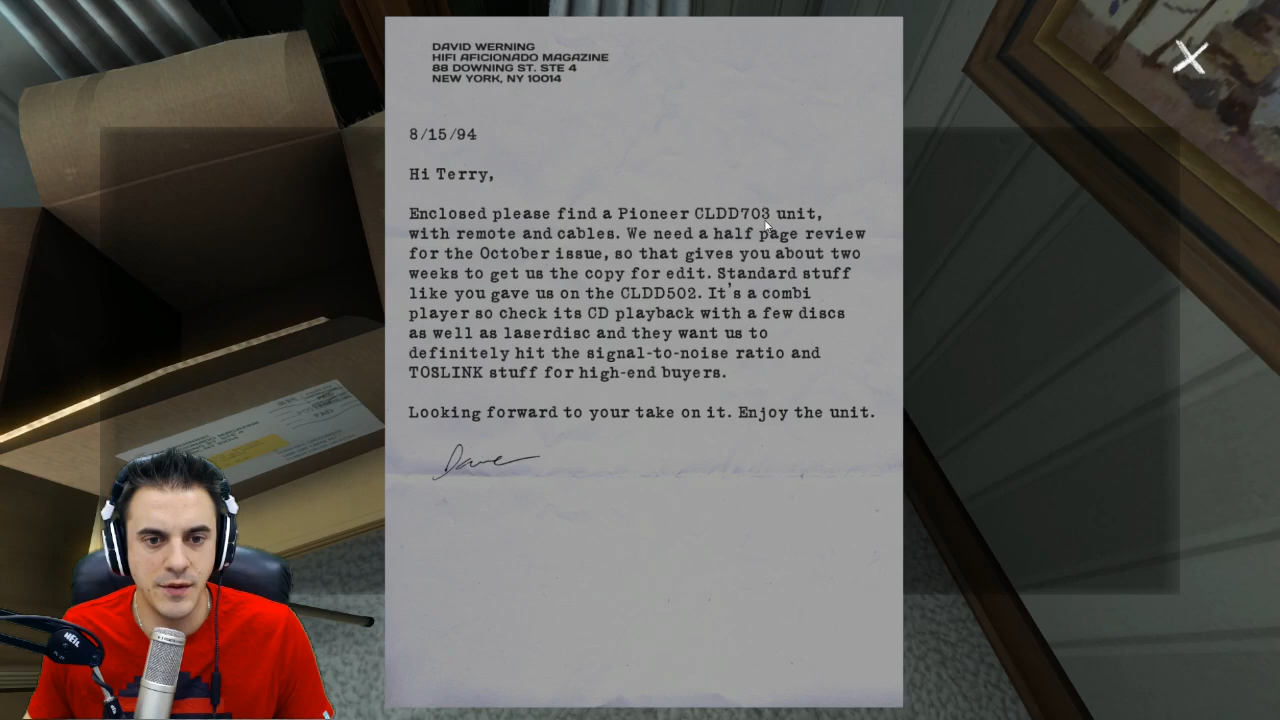 DAVID WERNING
HIFI AFICIONADO MAGAZINE
88 DOWNING ST. STE 4
NEW YORK, NY 10014
8/15/94
Hi Terry,
Enclosed please find a Pioneer CLDD703 unit,
with remote and cables. We need a half page review
for the October issue, so that gives you about two
weeks to get us the copy for edit. Standard stuff
like you gave us on the CLDD502. It's a combi
player so check its CD playback with a few discs
as well as laserdisc and they want us to
definitely hit the signal-to-noise ratio and
TOSLINK stuff for high-end buyers.
Looking forward to your take on it. Enjoy the unit.
Dave